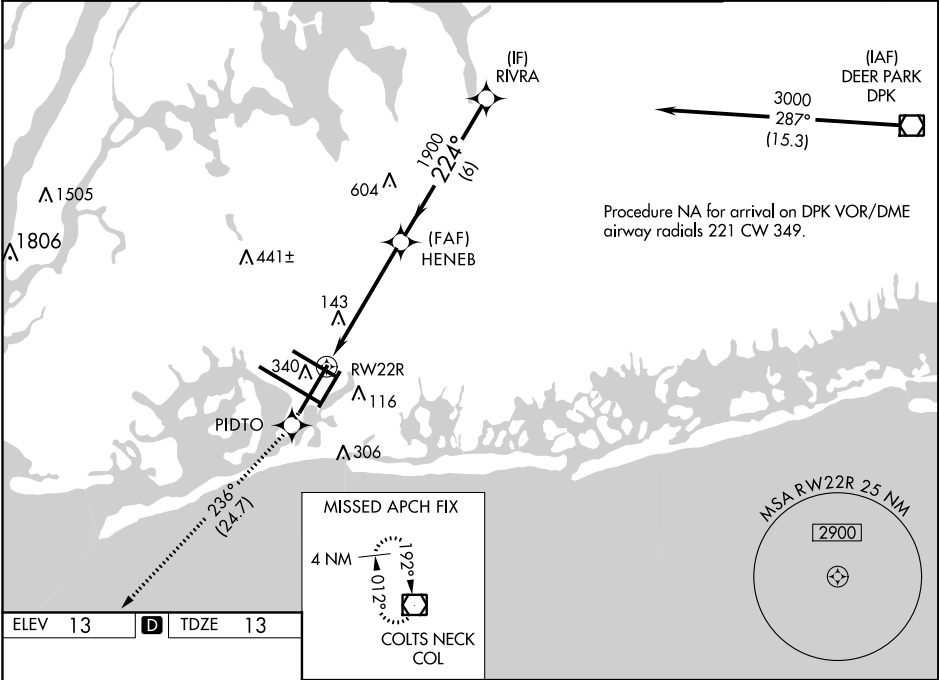 (IF)
RIVRA
(IAF)
DEER PARK
DPK
3000
287°
(15.3)
1900
224°
(6)
604
1505
1806
441±
Procedure NA for arrival on DPK VOR/DME
airway radials 221 CW 349.
(FAF)
HENEB
143
340
RW22R
116
PIDTO
306
236°
(24.7)
MISSED APCH FIX
4 NM
192°
012°
COLTS NECK
COL
MSA RW22R 25 NM
2900
ELEV 13 D TDZE 13